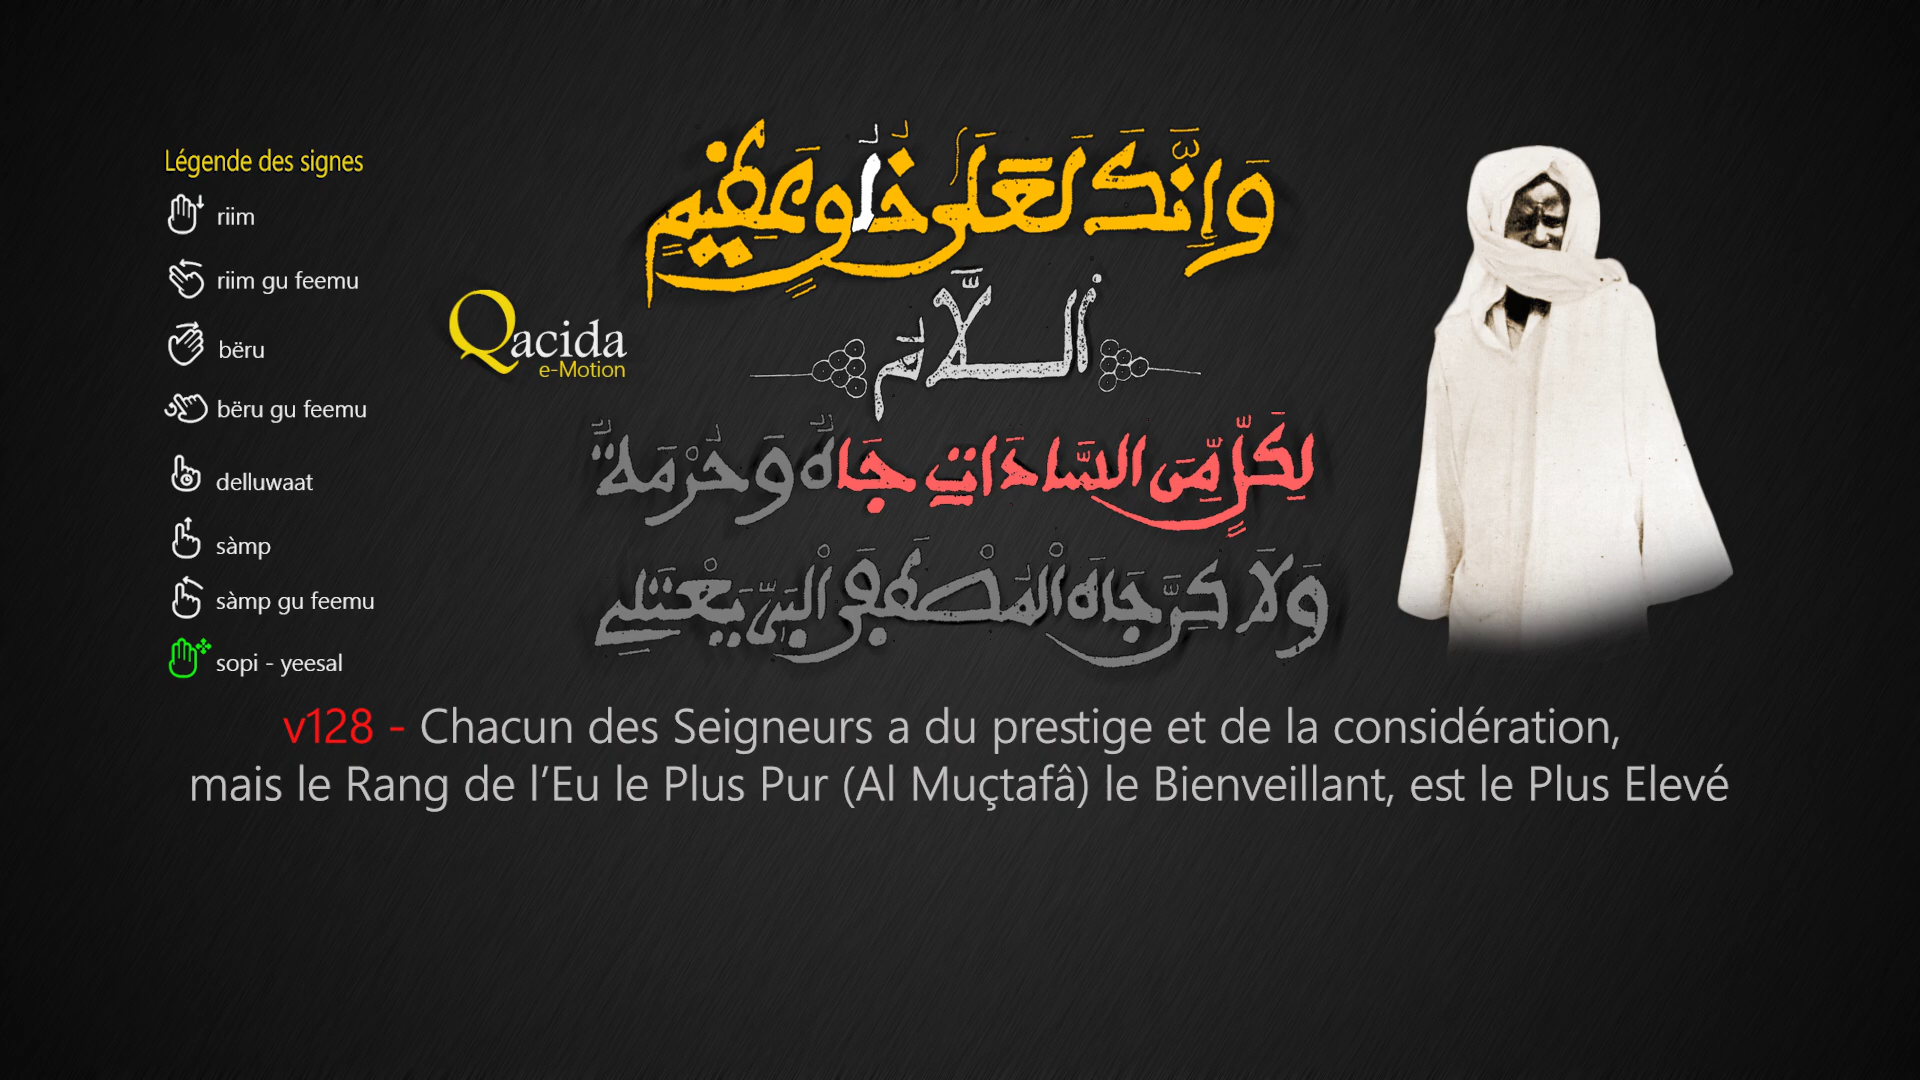 Légende des signes
riim
riim gu feemu
bëru
bëru gu feemu
delluwaat
sàmp
sàmp gu feemu
sopi - yeesal
Qacida
e-Motion
وَإِنَّكَ لَعَلَى خُلُقٍ عَظِيمٍ
اللَّامُ
لِكُلٍّ مِّنَ السَّادَاتِ جَاهٌ وَحُرْمَةٌ
وَلَاكِنَّ جَاهَ الْمُصْطَفَى الْبَرِّ يَعْتَلِي
v128 - Chacun des Seigneurs a du prestige et de la considération,
mais le Rang de l’Eu le Plus Pur (Al Muçtafâ) le Bienveillant, est le Plus Elevé